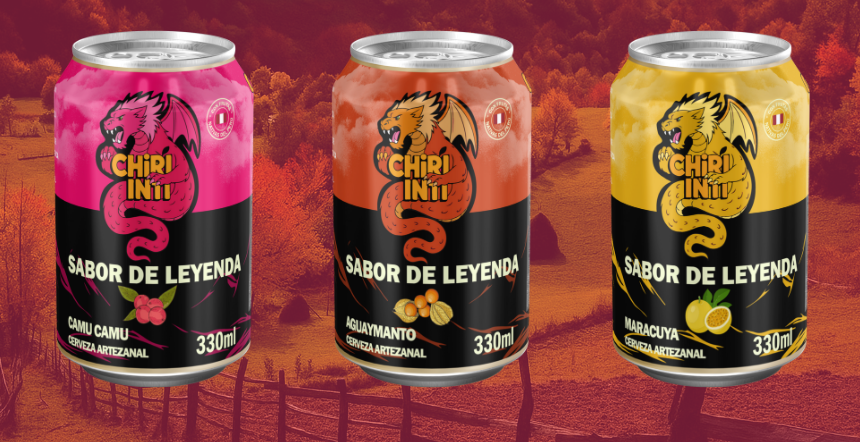 CHiRI
INTI
SABOR DE LEYENDA
CAMU CAMU
CERVEZA ARTEZANAL
330ml
CHiRI
INTI
SABOR DE LEYENDA
AGUAYMANTO
CERVEZA ARTEZANAL
330ml
CHiRI
INTI
SABOR DE LEYENDA
MARACUYA
CERVEZA ARTEZANAL
330ml